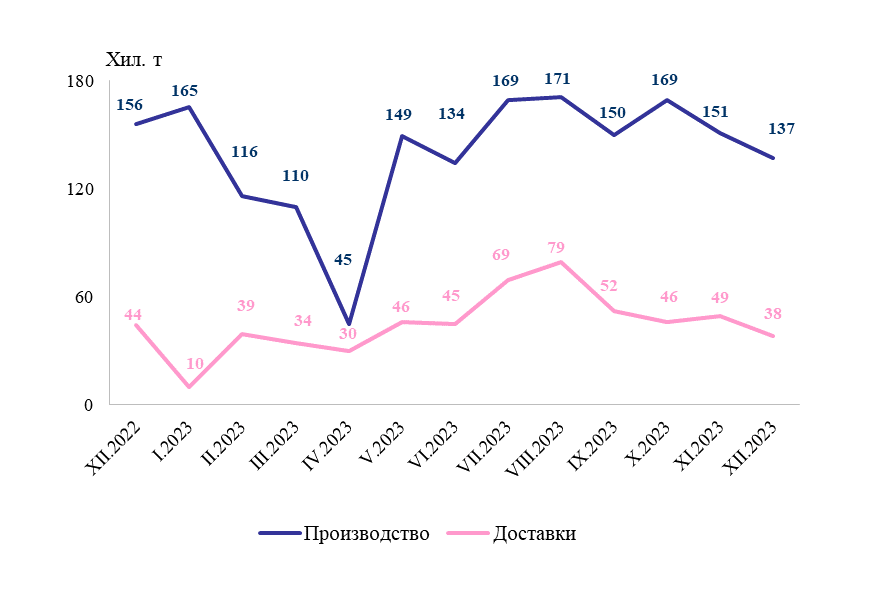 Хил. т
180
120
60
0
156 165 116 110 45 149 134 169 171 150 169 151 137
44 10 39 34 30 46 45 69 79 52 46 49 38
XII.2022 I.2023 II.2023 III.2023 IV.2023 V.2023 VI.2023 VII.2023 VIII.2023 IX.2023 X.2023 XI.2023 XII.2023
Производство Доставки